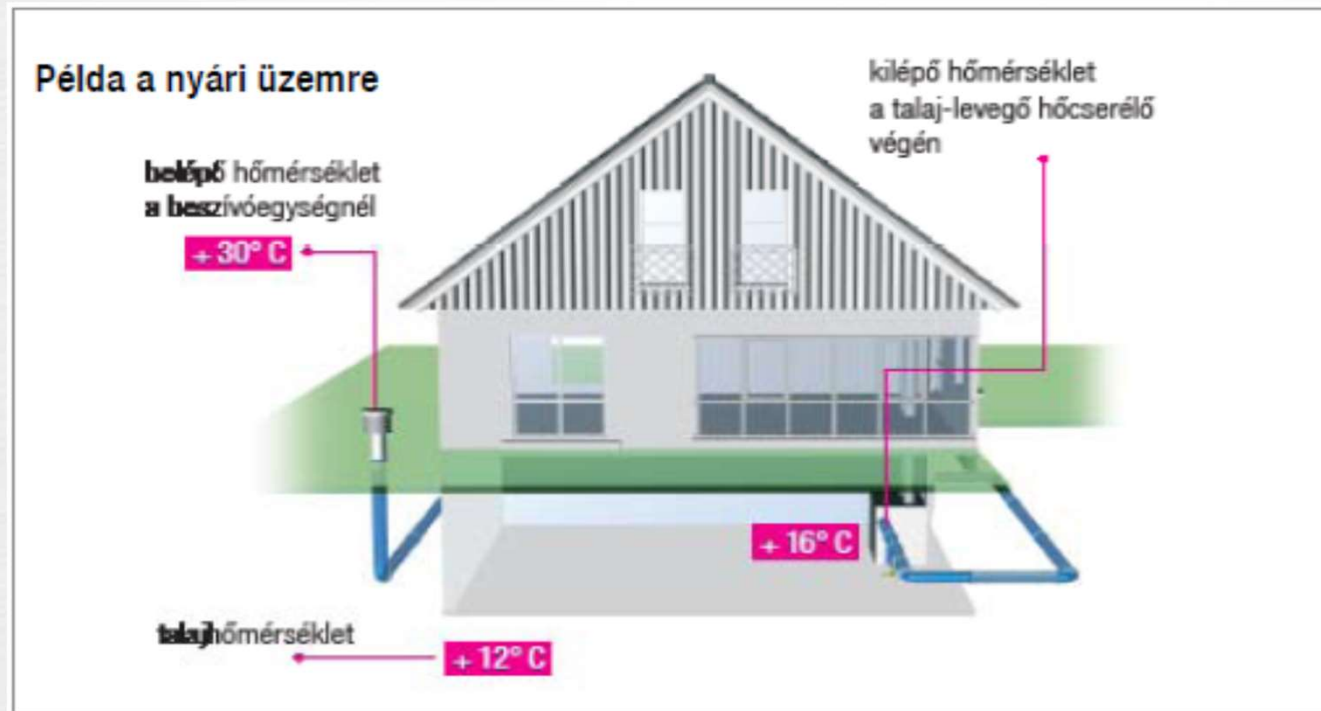 Példa a nyári üzemre
belépő hőmérséklet
a beszívóegységnél
+ 30° C
kilépő hőmérséklet
a talaj-levegő hőcserélő
végén
+ 16° C
talajhőmérséklet
+ 12° C